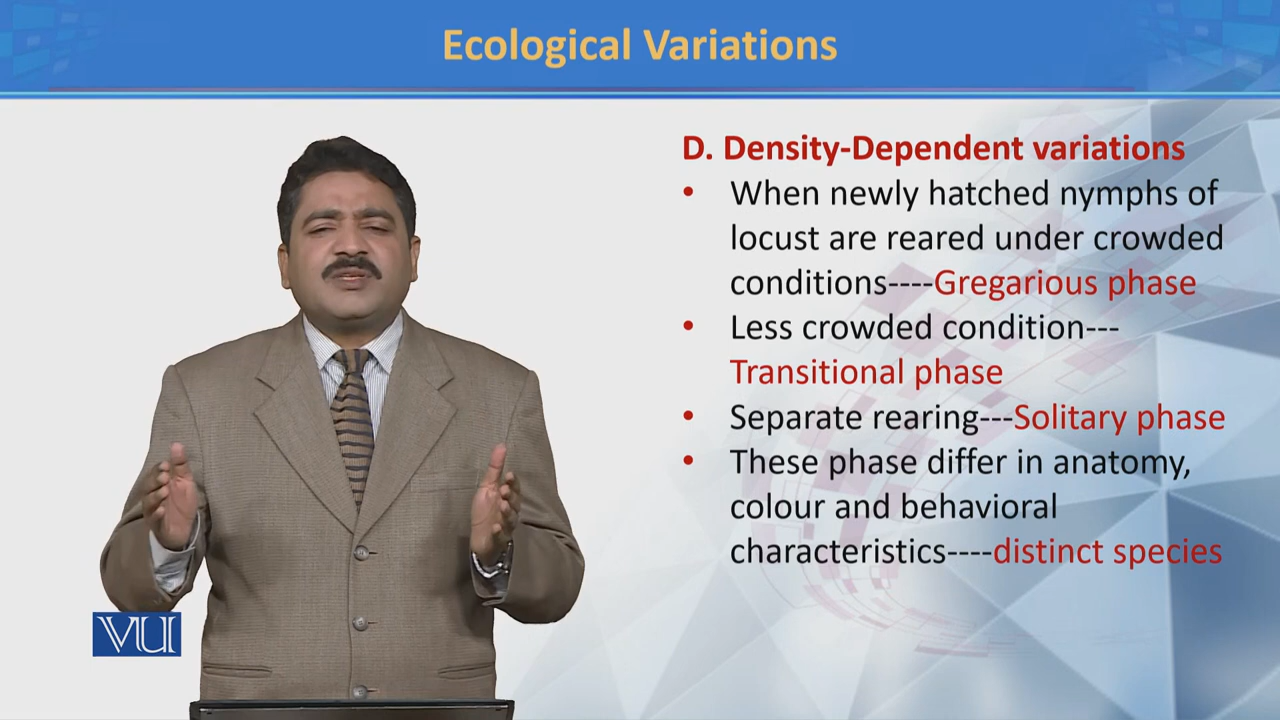 Ecological Variations
D. Density-Dependent variations
• When newly hatched nymphs of
locust are reared under crowded
conditions----Gregarious phase
• Less crowded condition---
Transitional phase
• Separate rearing---Solitary phase
• These phase differ in anatomy,
colour and behavioral
characteristics----distinct species
VU